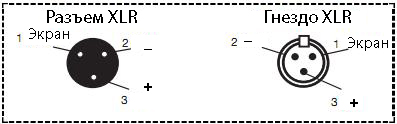 Разъем XLR
1 Экран
2 –
3 +
Гнездо XLR
2 –
1 Экран
3 +